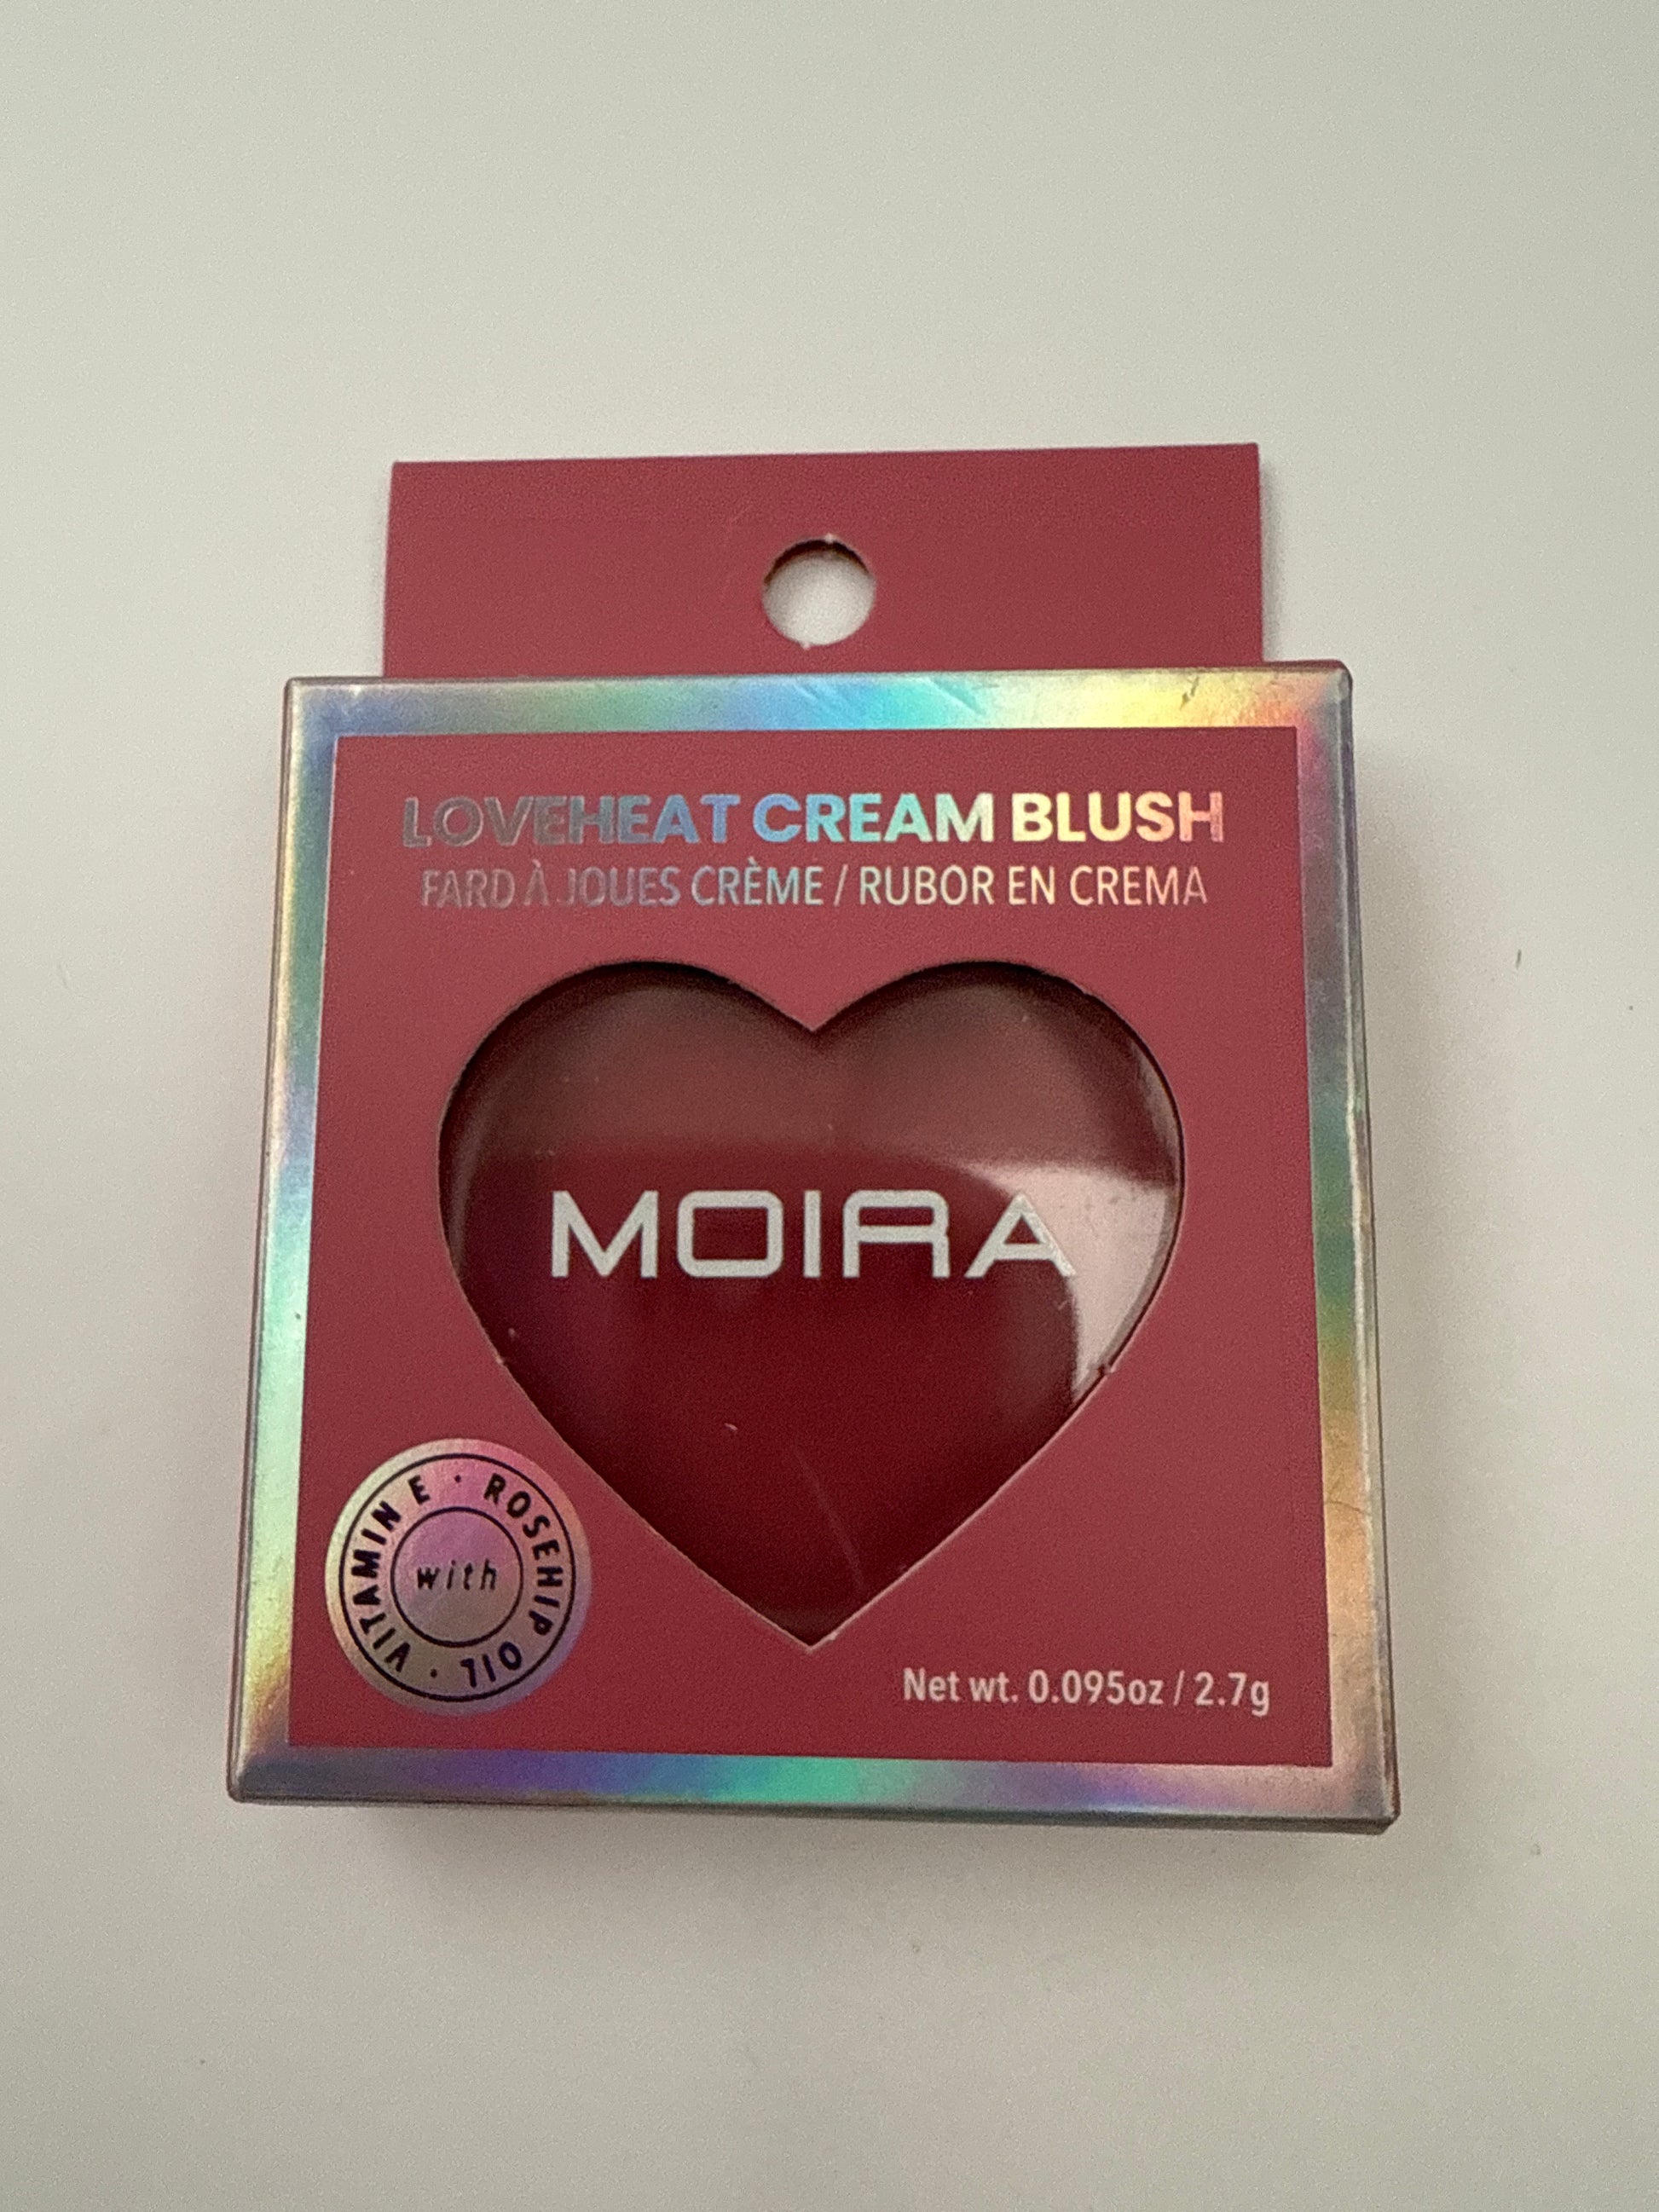 LOVEHEAT CREAM BLUSH
FARD À JOUES CRÈME / RUBOR EN CREMA
MOIRA
VITAMIN E · ROSEHIP OIL ·
with
Net wt. 0.095oz / 2.7g